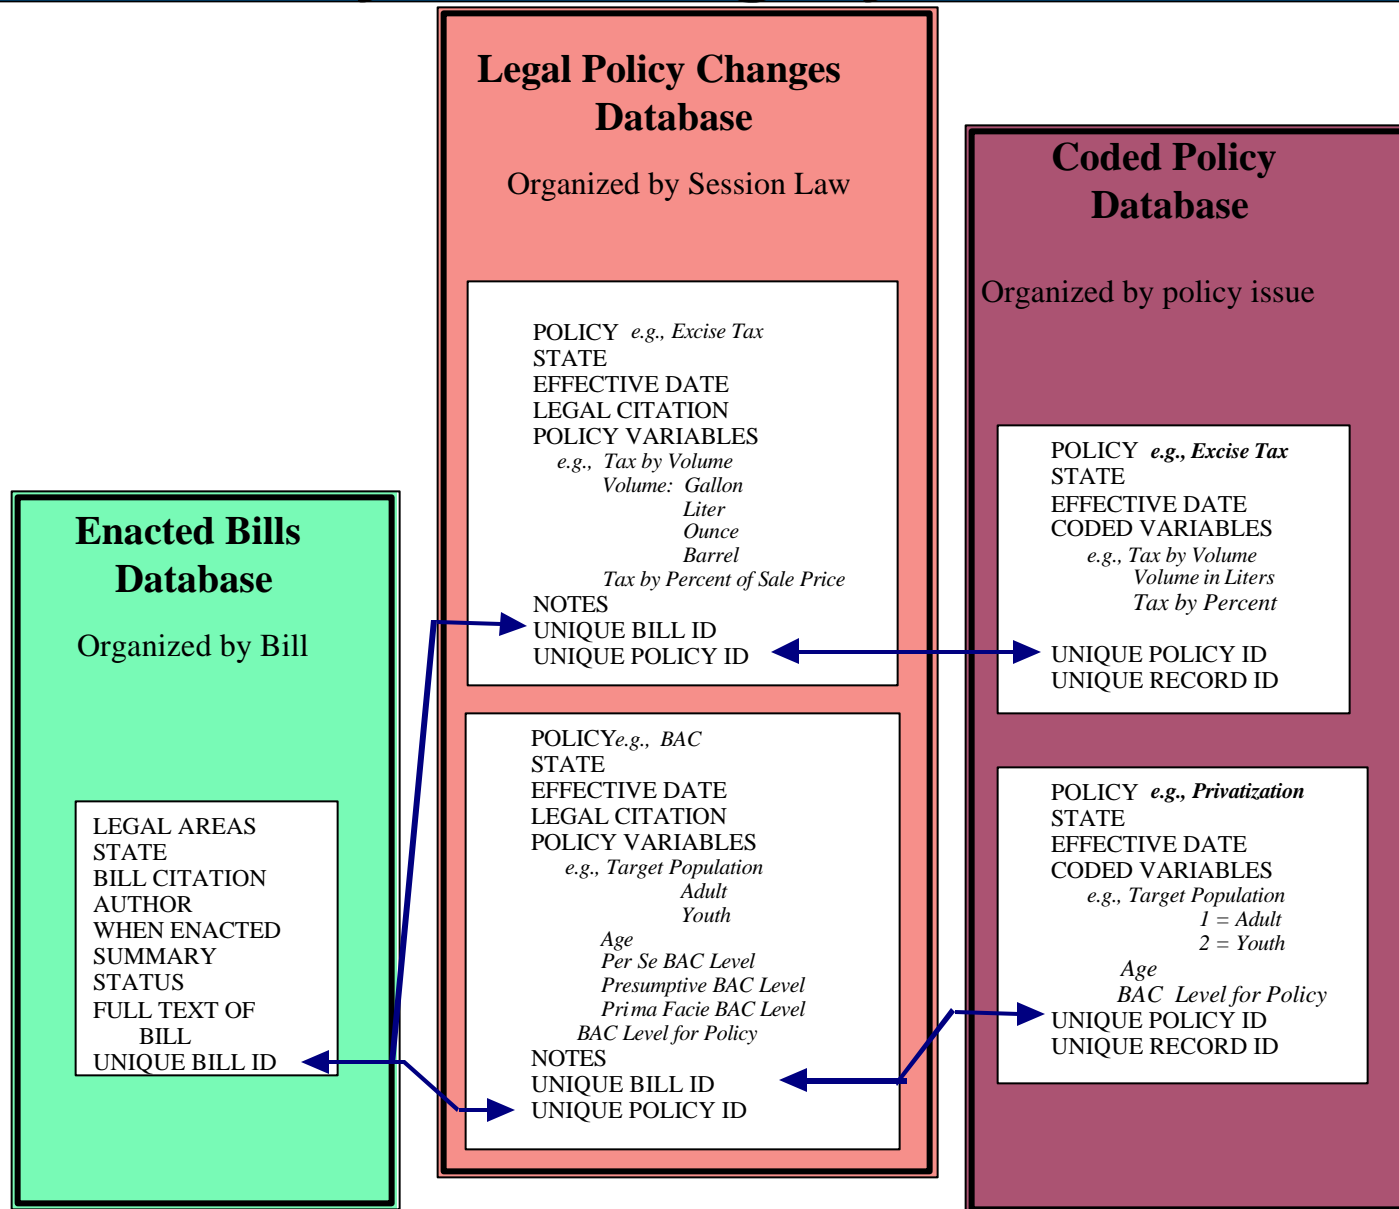 Legal Policy Changes
Database
Organized by Session Law
POLICY e.g., Excise Tax
STATE
EFFECTIVE DATE
LEGAL CITATION
POLICY VARIABLES
e.g., Tax by Volume
Volume: Gallon
Liter
Ounce
Barrel
Tax by Percent of Sale Price
NOTES
UNIQUE BILL ID
UNIQUE POLICY ID
POLICYe.g., BAC
STATE
EFFECTIVE DATE
LEGAL CITATION
POLICY VARIABLES
e.g., Target Population
Adult
Youth
Age
Per Se BAC Level
Presumptive BAC Level
Prima Facie BAC Level
BAC Level for Policy
NOTES
UNIQUE BILL ID
UNIQUE POLICY ID
Coded Policy
Database
Organized by policy issue
POLICY e.g., Excise Tax
STATE
EFFECTIVE DATE
CODED VARIABLES
e.g., Tax by Volume
Volume in Liters
Tax by Percent
UNIQUE POLICY ID
UNIQUE RECORD ID
POLICY e.g., Privatization
STATE
EFFECTIVE DATE
CODED VARIABLES
e.g., Target Population
1 = Adult
2 = Youth
Age
BAC Level for Policy
UNIQUE POLICY ID
UNIQUE RECORD ID
Enacted Bills
Database
Organized by Bill
LEGAL AREAS
STATE
BILL CITATION
AUTHOR
WHEN ENACTED
SUMMARY
STATUS
FULL TEXT OF
BILL
UNIQUE BILL ID